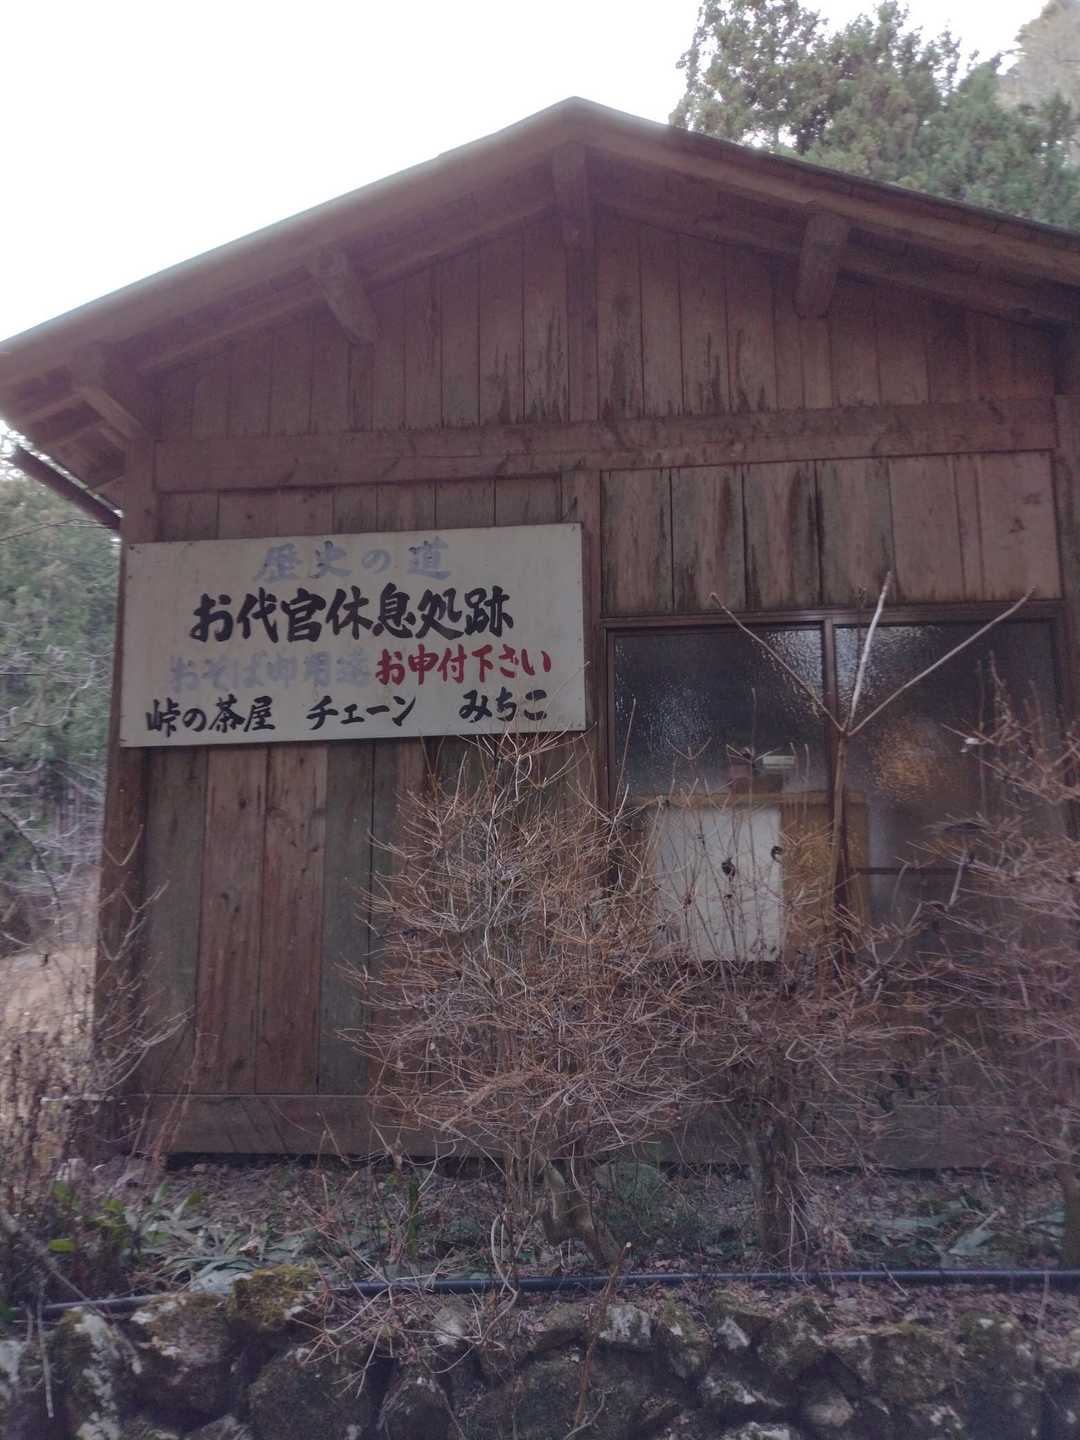 歴史の道
お代官休息処跡
おそば御用達 お申付下さい
峠の茶屋 チェーン みちこ